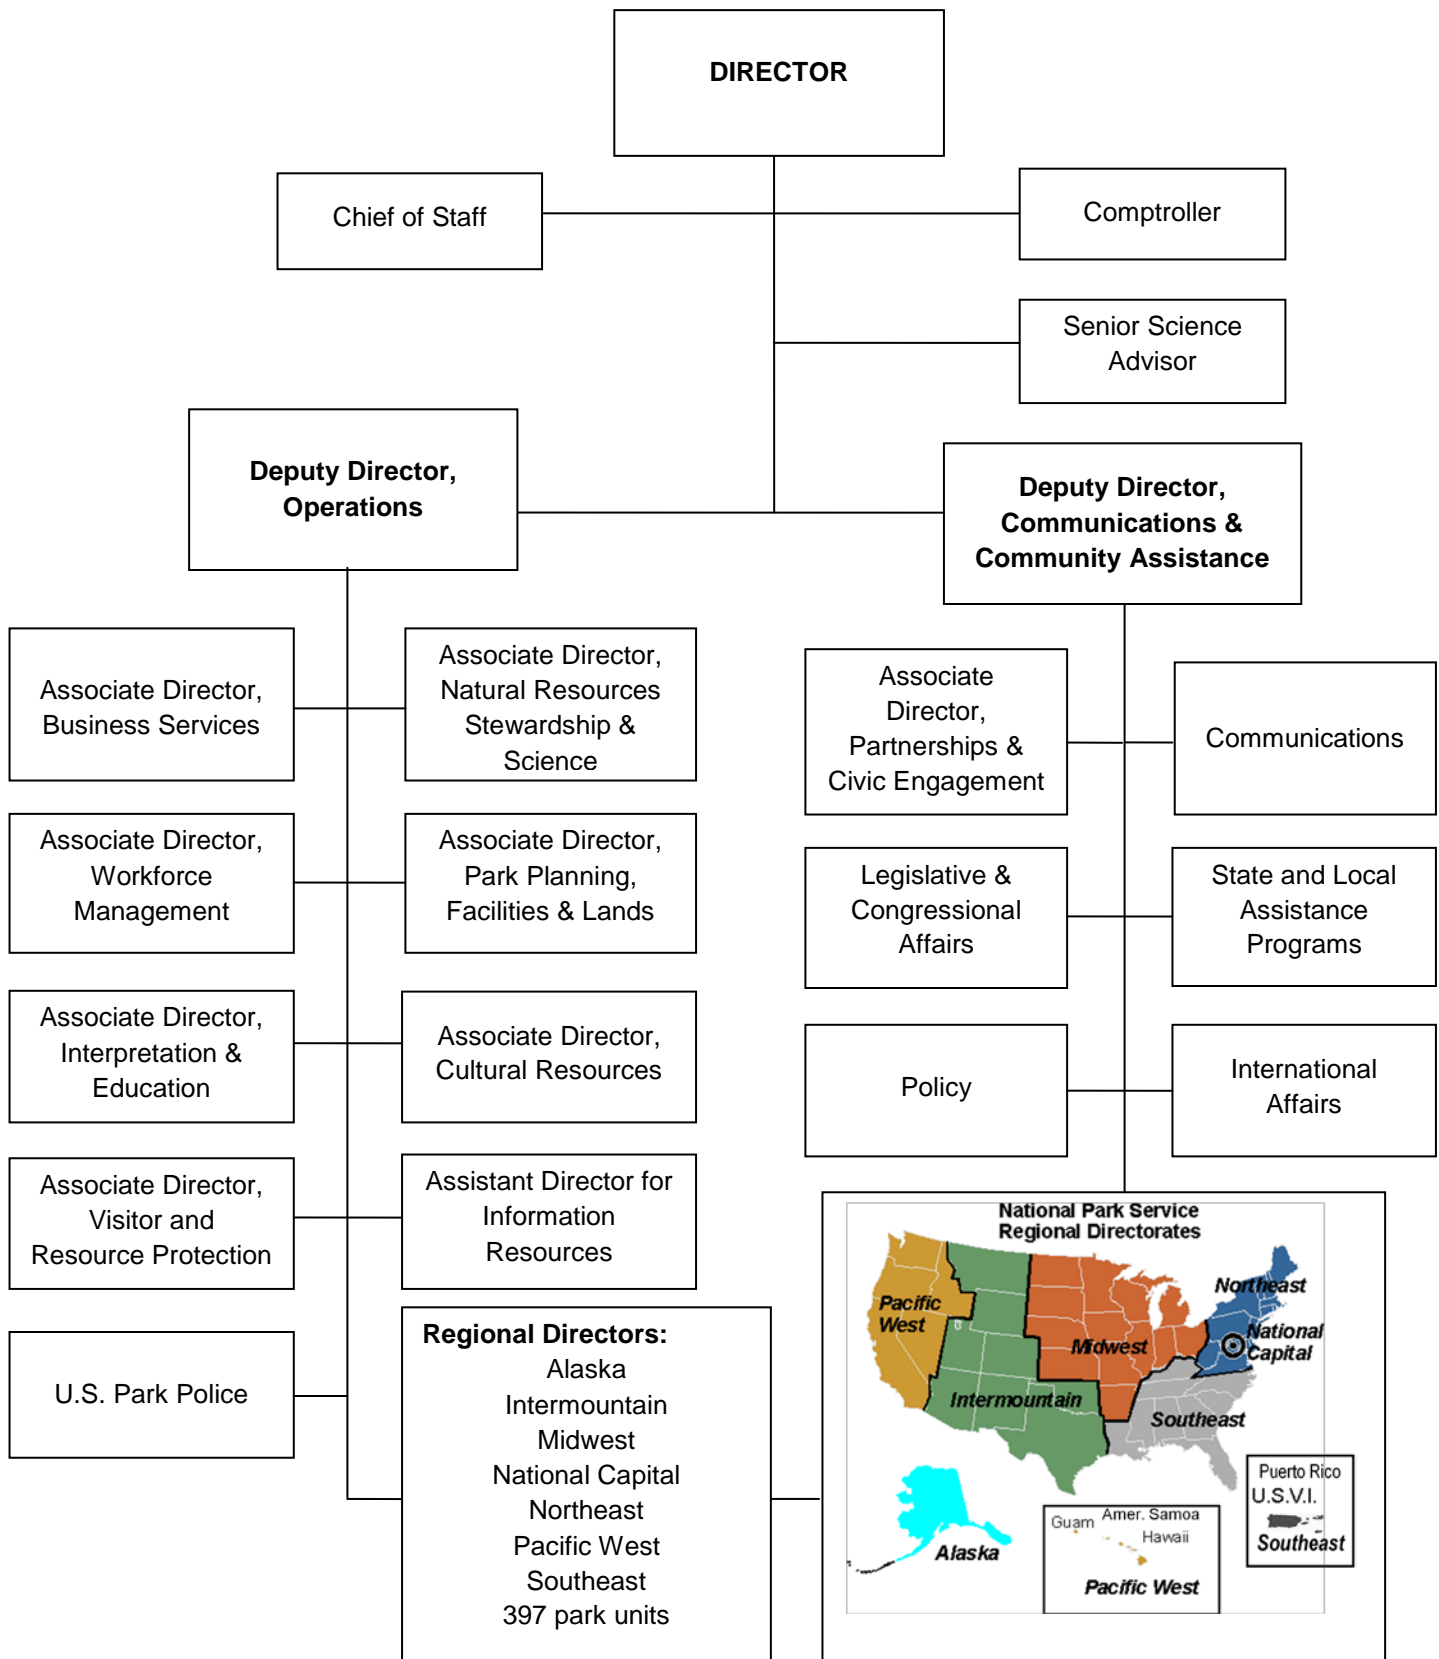 DIRECTOR
Chief of Staff
Comptroller
Senior Science
Advisor
Deputy Director,
Operations
Deputy Director,
Communications &
Community Assistance
Associate Director,
Business Services
Associate Director,
Natural Resources
Stewardship &
Science
Associate
Director,
Partnerships &
Civic Engagement
Communications
Associate Director,
Workforce
Management
Associate Director,
Park Planning,
Facilities & Lands
Legislative &
Congressional
Affairs
State and Local
Assistance
Programs
Associate Director,
Interpretation &
Education
Associate Director,
Cultural Resources
Policy
International
Affairs
Associate Director,
Visitor and
Resource Protection
Assistant Director for
Information
Resources
U.S. Park Police
Regional Directors:
Alaska
Intermountain
Midwest
National Capital
Northeast
Pacific West
Southeast
397 park units
National Park Service
Regional Directorates
Northeast
Pacific
West
Midwest
National
Capital
Intermountain
Southeast
Alaska
Guam
Amer. Samoa
Hawaii
Pacific West
Puerto Rico
U.S.V.I.
Southeast